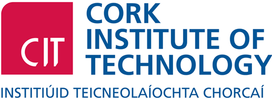 CIT
CORK
INSTITUTE OF
TECHNOLOGY
INSTITIÚID TEICNEOLAÍOCHTA CHORCAÍ